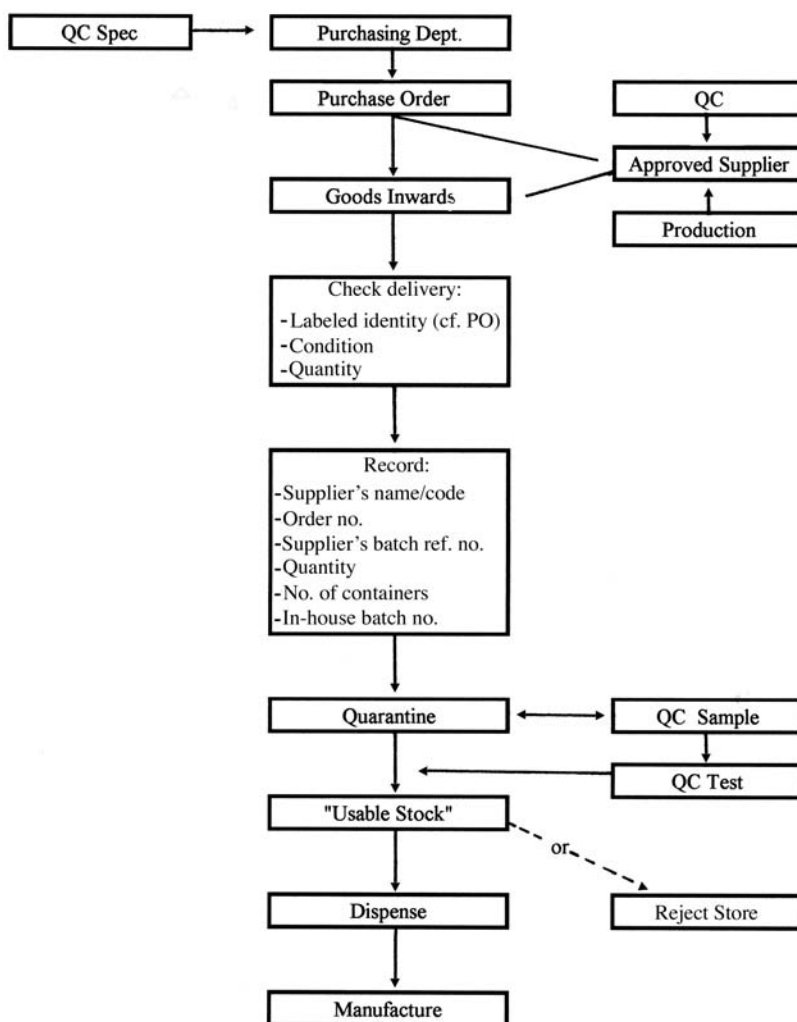 QC Spec
Purchasing Dept.
Purchase Order
QC
Approved Supplier
Goods Inwards
Production
Check delivery:
-Labeled identity (cf. PO)
-Condition
-Quantity
Record:
-Supplier's name/code
-Order no.
-Supplier's batch ref. no.
-Quantity
-No. of containers
-In-house batch no.
Quarantine
QC Sample
QC Test
"Usable Stock"
or
Dispense
Reject Store
Manufacture